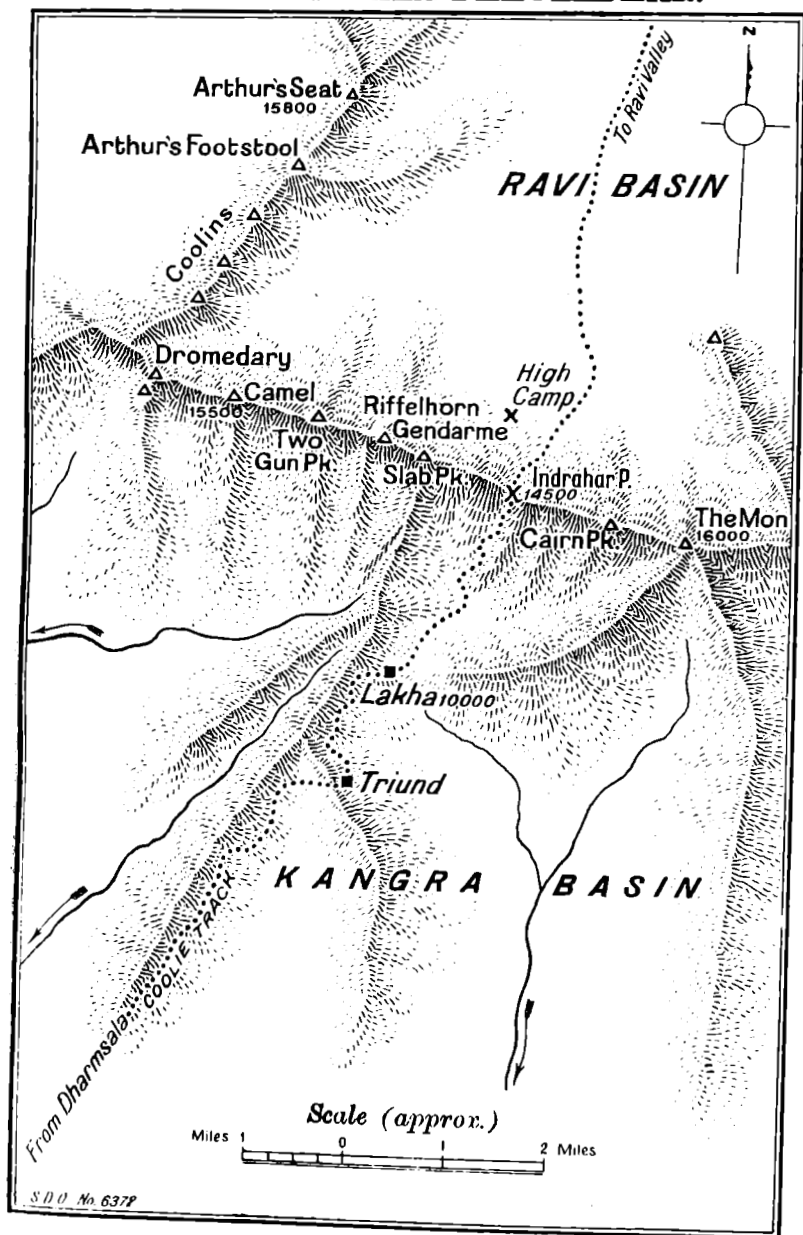 Arthur's Seat
15800
Arthur's Footstool
Coolins
To Ravi Valley
N
RAVI BASIN
Dromedary
Camel
15500
Two
Gun Pk.
Riffelhorn
Gendarme
Slab Pk.
High
Camp
Indrahar P.
14500
Cairn Pk.
The Mon
16000
Lakha 10000
Triund
KANGRA BASIN
COOLIE TRACK
From Dharmsala
Scale (approx.)
Miles 1 0 1 2 Miles
S D O No. 6378